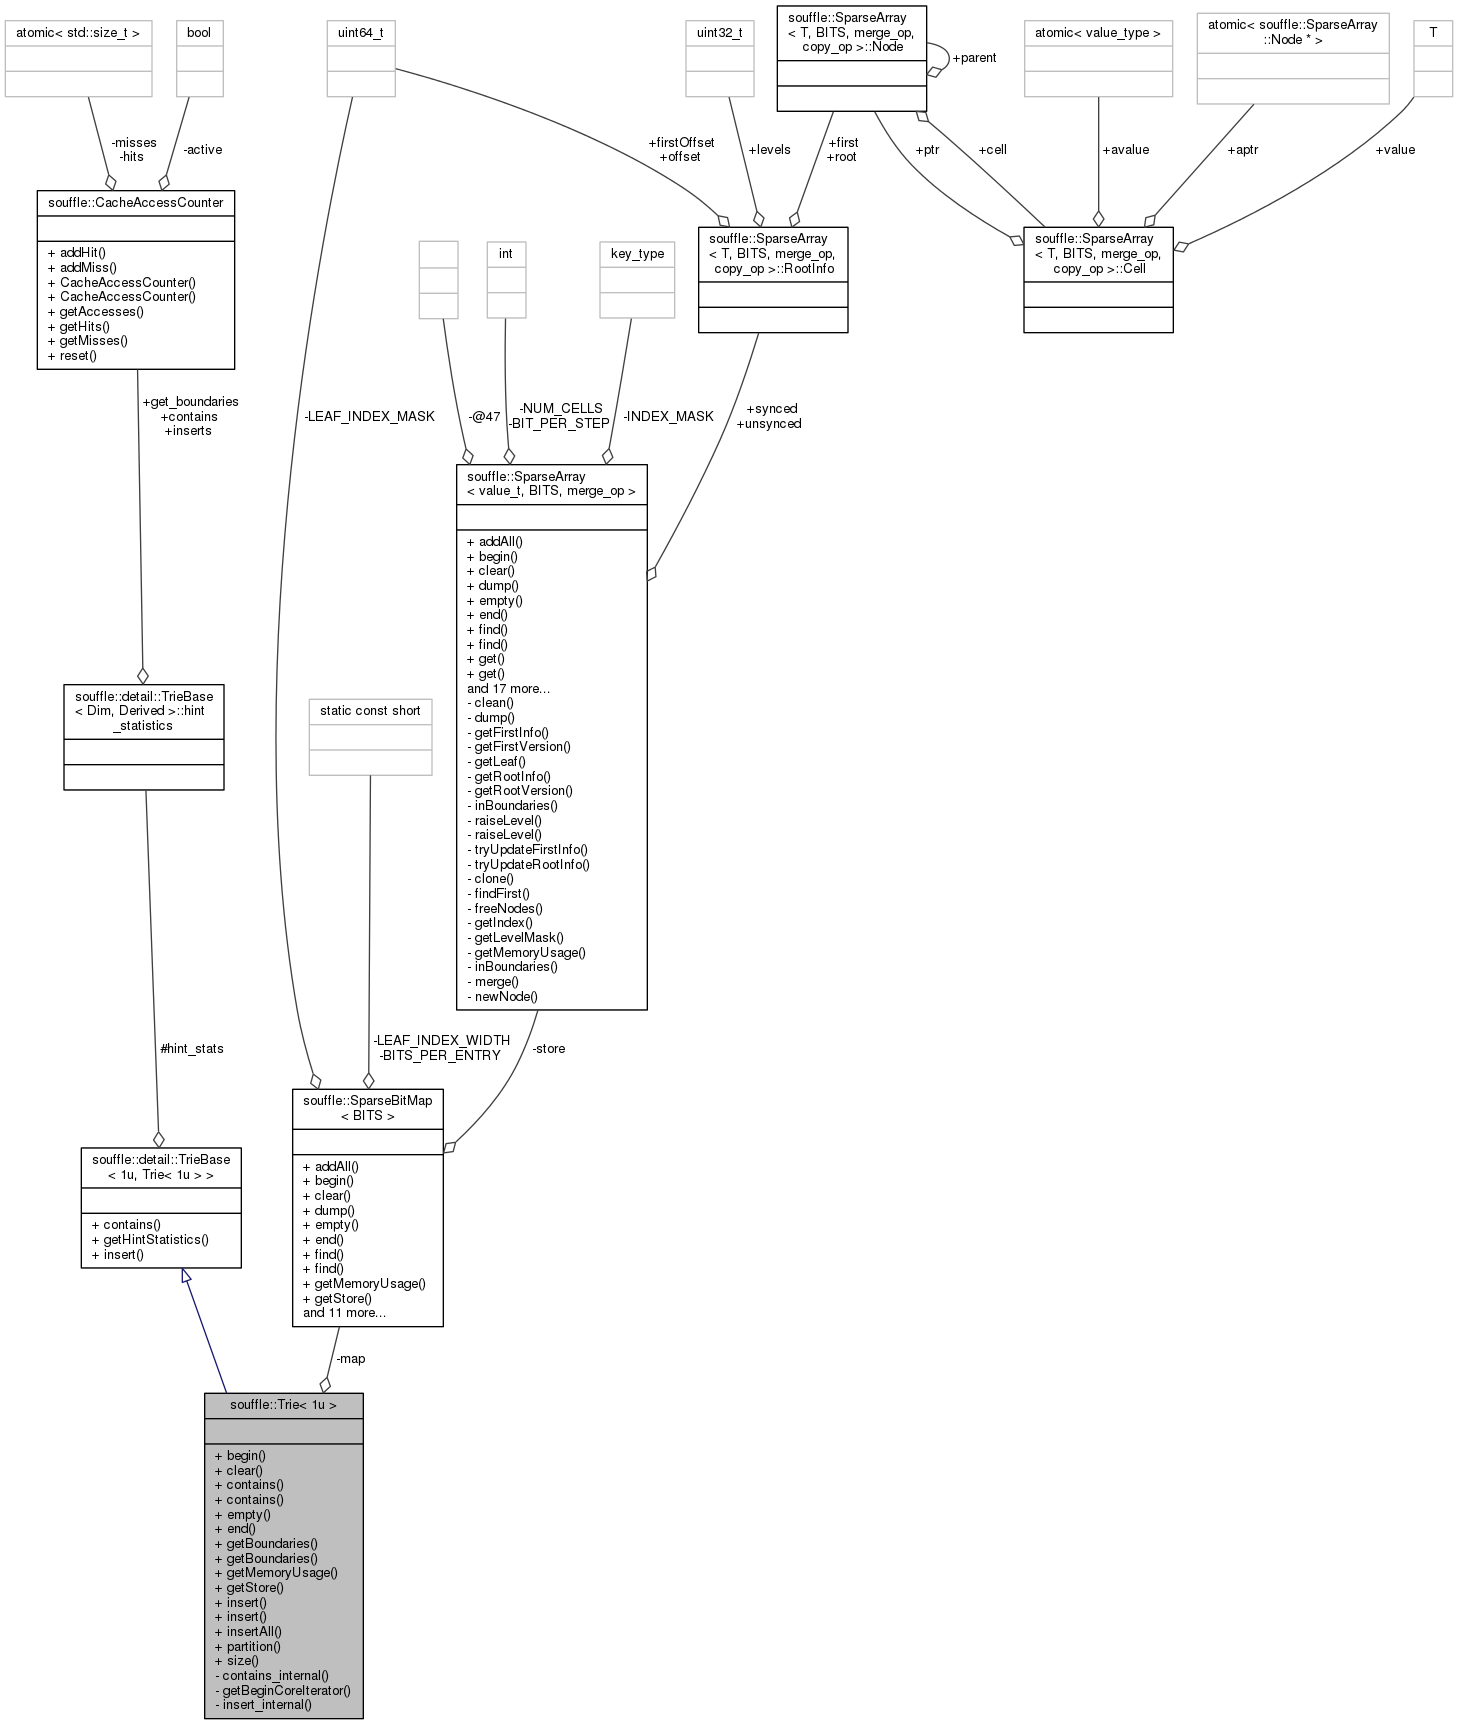 atomic< std::size_t >
bool
uint64_t
uint32_t
souffle::SparseArray
< T, BITS, merge_op,
copy_op >::Node
+parent
atomic< value_type >
atomic< souffle::SparseArray
::Node * >
T
-misses
-hits
-active
+firstOffset
+offset
+levels
+first
+root
+ptr
+cell
+avalue
+aptr
+value
souffle::CacheAccessCounter
+ addHit()
+ addMiss()
+ CacheAccessCounter()
+ CacheAccessCounter()
+ getAccesses()
+ getHits()
+ getMisses()
+ reset()
int
key_type
souffle::SparseArray
< T, BITS, merge_op,
copy_op >::RootInfo
souffle::SparseArray
< T, BITS, merge_op,
copy_op >::Cell
+get_boundaries
+contains
+inserts
-LEAF_INDEX_MASK
-@47
-NUM_CELLS
-BIT_PER_STEP
-INDEX_MASK
+synced
+unsynced
souffle::SparseArray
< value_t, BITS, merge_op >
+ addAll()
+ begin()
+ clear()
+ dump()
+ empty()
+ end()
+ find()
+ find()
+ get()
+ get()
and 17 more...
- clean()
- dump()
- getFirstInfo()
- getFirstVersion()
- getLeaf()
- getRootInfo()
- getRootVersion()
- inBoundaries()
- raiseLevel()
- raiseLevel()
- tryUpdateFirstInfo()
- tryUpdateRootInfo()
- clone()
- findFirst()
- freeNodes()
- getIndex()
- getLevelMask()
- getMemoryUsage()
- inBoundaries()
- merge()
- newNode()
souffle::detail::TrieBase
< Dim, Derived >::hint
_statistics
static const short
#hint_stats
-LEAF_INDEX_WIDTH
-BITS_PER_ENTRY
-store
souffle::SparseBitMap
< BITS >
+ addAll()
+ begin()
+ clear()
+ dump()
+ empty()
+ end()
+ find()
+ find()
+ getMemoryUsage()
+ getStore()
and 11 more...
souffle::detail::TrieBase
< 1u, Trie< 1u > >
+ contains()
+ getHintStatistics()
+ insert()
-map
souffle::Trie< 1u >
+ begin()
+ clear()
+ contains()
+ contains()
+ empty()
+ end()
+ getBoundaries()
+ getBoundaries()
+ getMemoryUsage()
+ getStore()
+ insert()
+ insert()
+ insertAll()
+ partition()
+ size()
- contains_internal()
- getBeginCoreIterator()
- insert_internal()